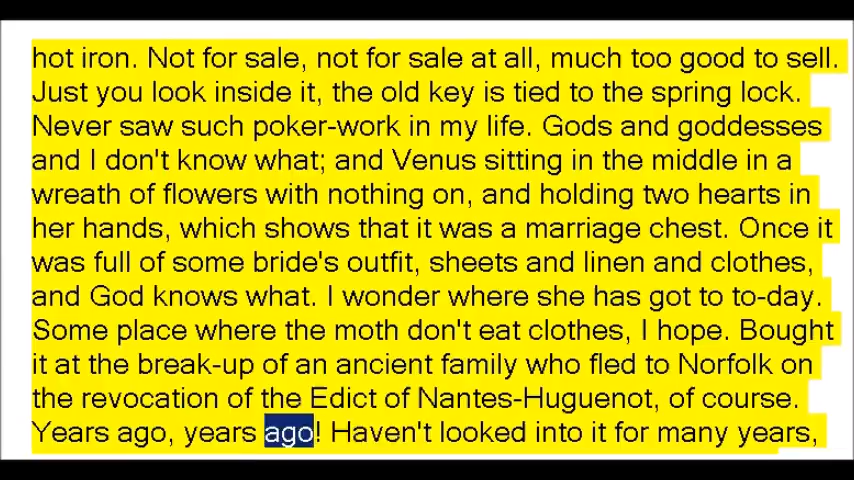 hot iron. Not for sale, not for sale at all, much too good to sell.
Just you look inside it, the old key is tied to the spring lock.
Never saw such poker-work in my life. Gods and goddesses
and I don't know what; and Venus sitting in the middle in a
wreath of flowers with nothing on, and holding two hearts in
her hands, which shows that it was a marriage chest. Once it
was full of some bride's outfit, sheets and linen and clothes,
and God knows what. I wonder where she has got to to-day.
Some place where the moth don't eat clothes, I hope. Bought
it at the break-up of an ancient family who fled to Norfolk on
the revocation of the Edict of Nantes-Huguenot, of course.
Years ago, years ago! Haven't looked into it for many years,